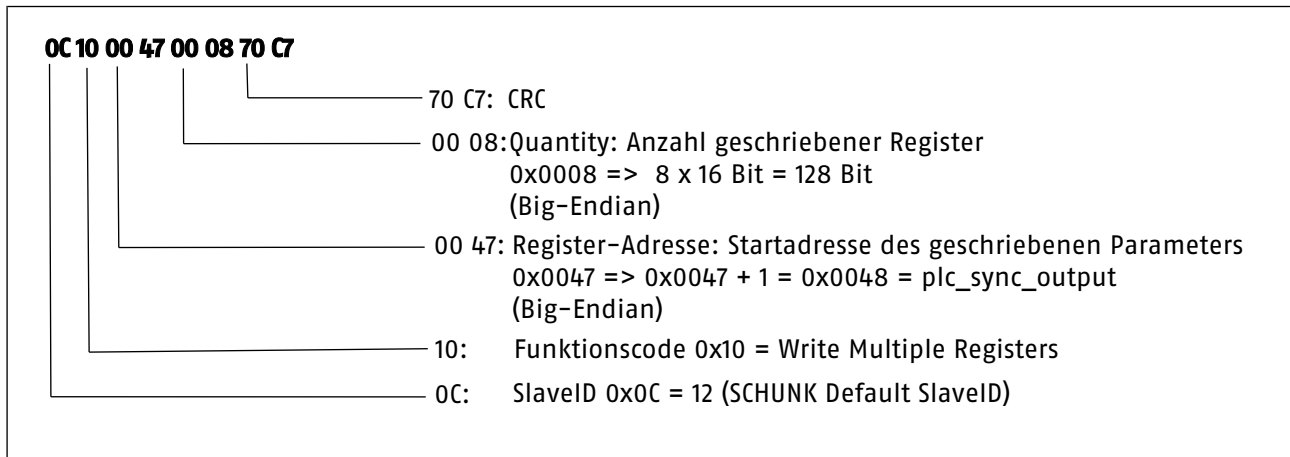 0C 10 00 47 00 08 70 C7
70 C7: CRC
00 08:Quantity: Anzahl geschriebener Register
0x0008 => 8 x 16 Bit = 128 Bit
(Big-Endian)
00 47: Register-Adresse: Startadresse des geschriebenen Parameters
0x0047 => 0x0047 + 1 = 0x0048 = plc_sync_output
(Big-Endian)
10: Funktionscode 0x10 = Write Multiple Registers
0C: SlaveID 0x0C = 12 (SCHUNK Default SlaveID)